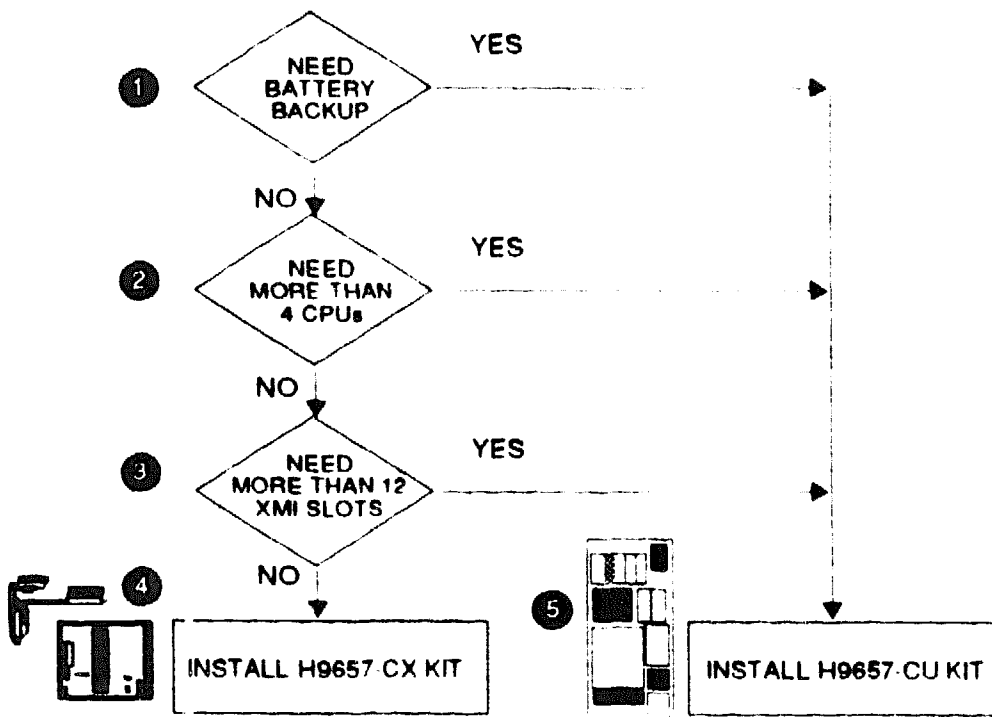 YES
1
NEED
BATTERY
BACKUP
NO
YES
2
NEED
MORE THAN
4 CPUs
NO
YES
3
NEED
MORE THAN 12
XMI SLOTS
NO
4
5
INSTALL H9657-CX KIT
INSTALL H9657-CU KIT